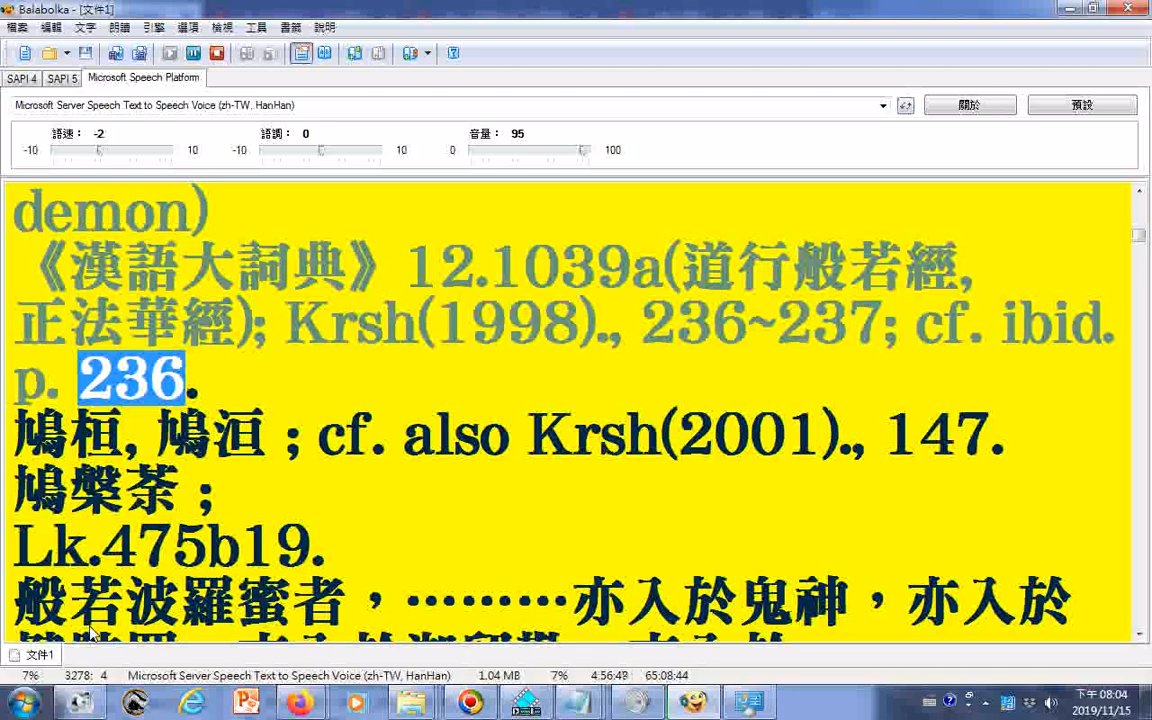 Balabolka - [文件1]
檔案 編輯 文字 朗讀 引擎 選項 檢視 工具 書籤 說明
SAPI 4 SAPI 5 Microsoft Speech Platform
Microsoft Server Speech Text to Speech Voice (zh-TW, HanHan) 關於 預設
語速： -2 語調： 0 音量： 95
-10 10 -10 10 0 100
demon)
《漢語大詞典》 12.1039a(道行般若經,
正法華經); Krsh(1998)., 236~237; cf. ibid.
p. 236.
鳩桓, 鳩洹 ; cf. also Krsh(2001)., 147.
鳩槃荼 ;
Lk.475b19.
般若波羅蜜者，………亦入於鬼神，亦入於
文件1
7% 3278: 4 Microsoft Server Speech Text to Speech Voice (zh-TW, HanHan) 1.04 MB 7% 4:56:49 65:08:44
下午 08:04
2019/11/15